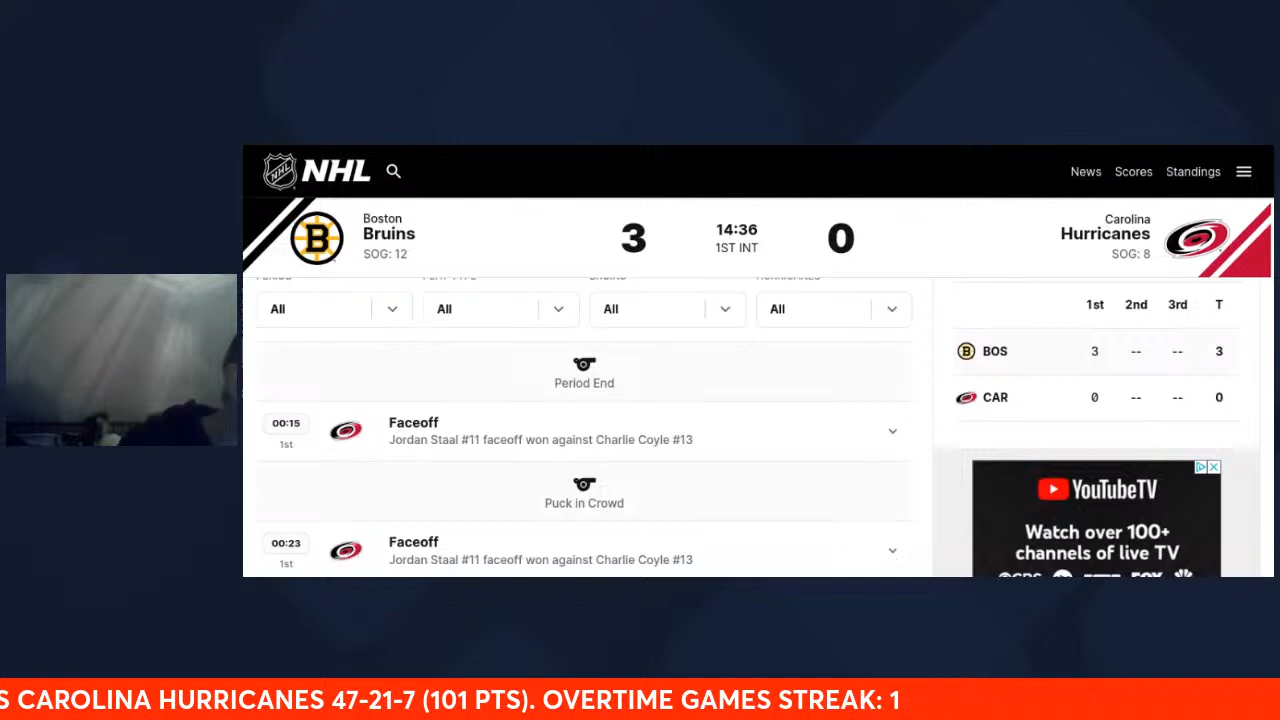 NHL
News Scores Standings
Boston
Bruins
SOG: 12
3
14:36
1ST INT
0
Carolina
Hurricanes
SOG: 8
All All All All
Period End
00:15
1st
Faceoff
Jordan Staal #11 faceoff won against Charlie Coyle #13
Puck in Crowd
00:23
1st
Faceoff
Jordan Staal #11 faceoff won against Charlie Coyle #13
1st 2nd 3rd T
BOS 3 -- -- 3
CAR 0 -- -- 0
YouTubeTV
Watch over 100+
channels of live TV
S CAROLINA HURRICANES 47-21-7 (101 PTS). OVERTIME GAMES STREAK: 1